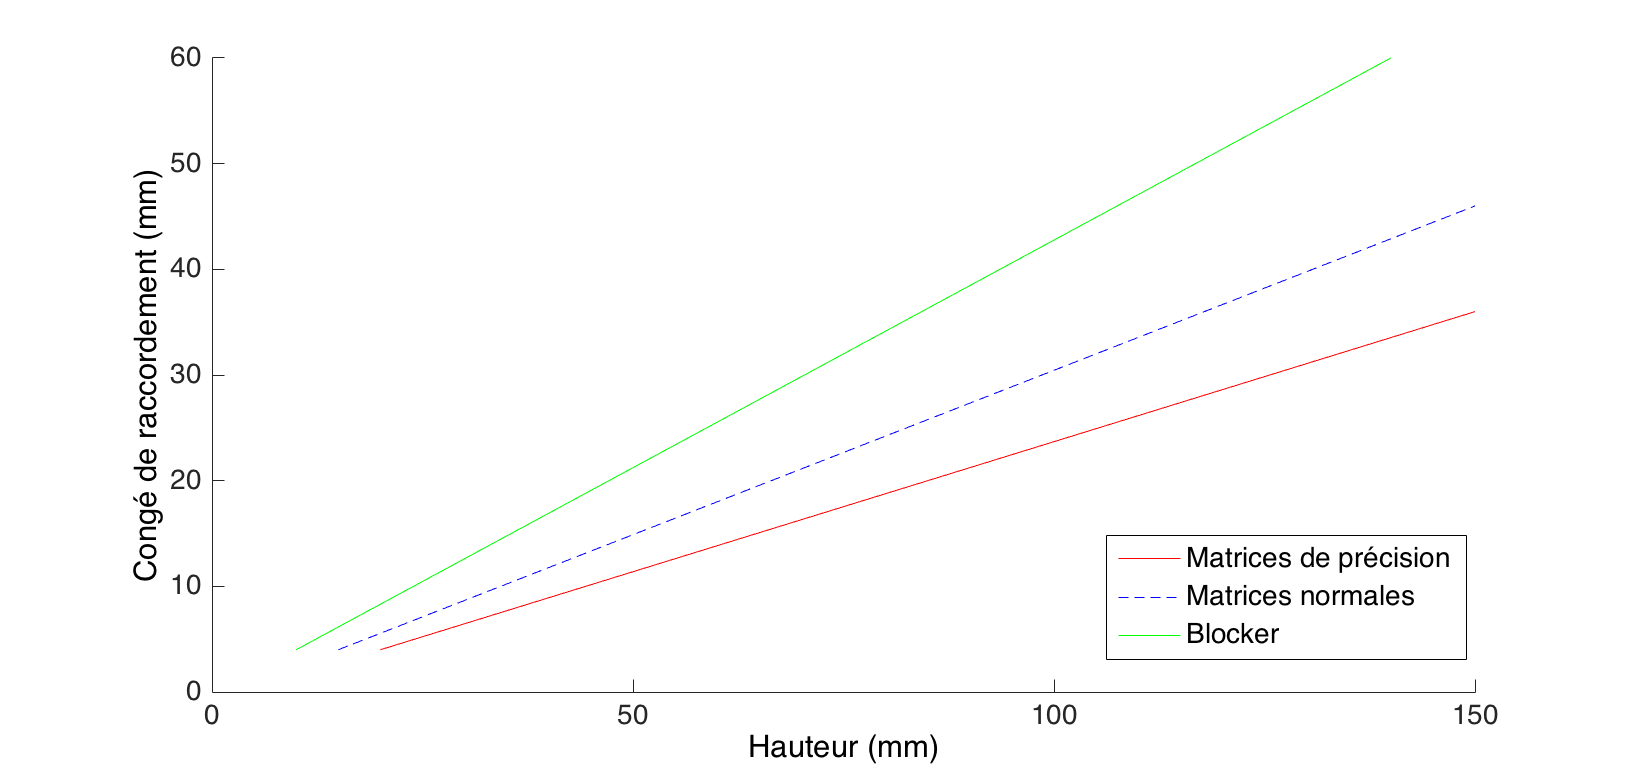 60
50
40
30
20
10
0
Congé de raccordement (mm)
0
50
100
150
Hauteur (mm)
Matrices de précision
Matrices normales
Blocker